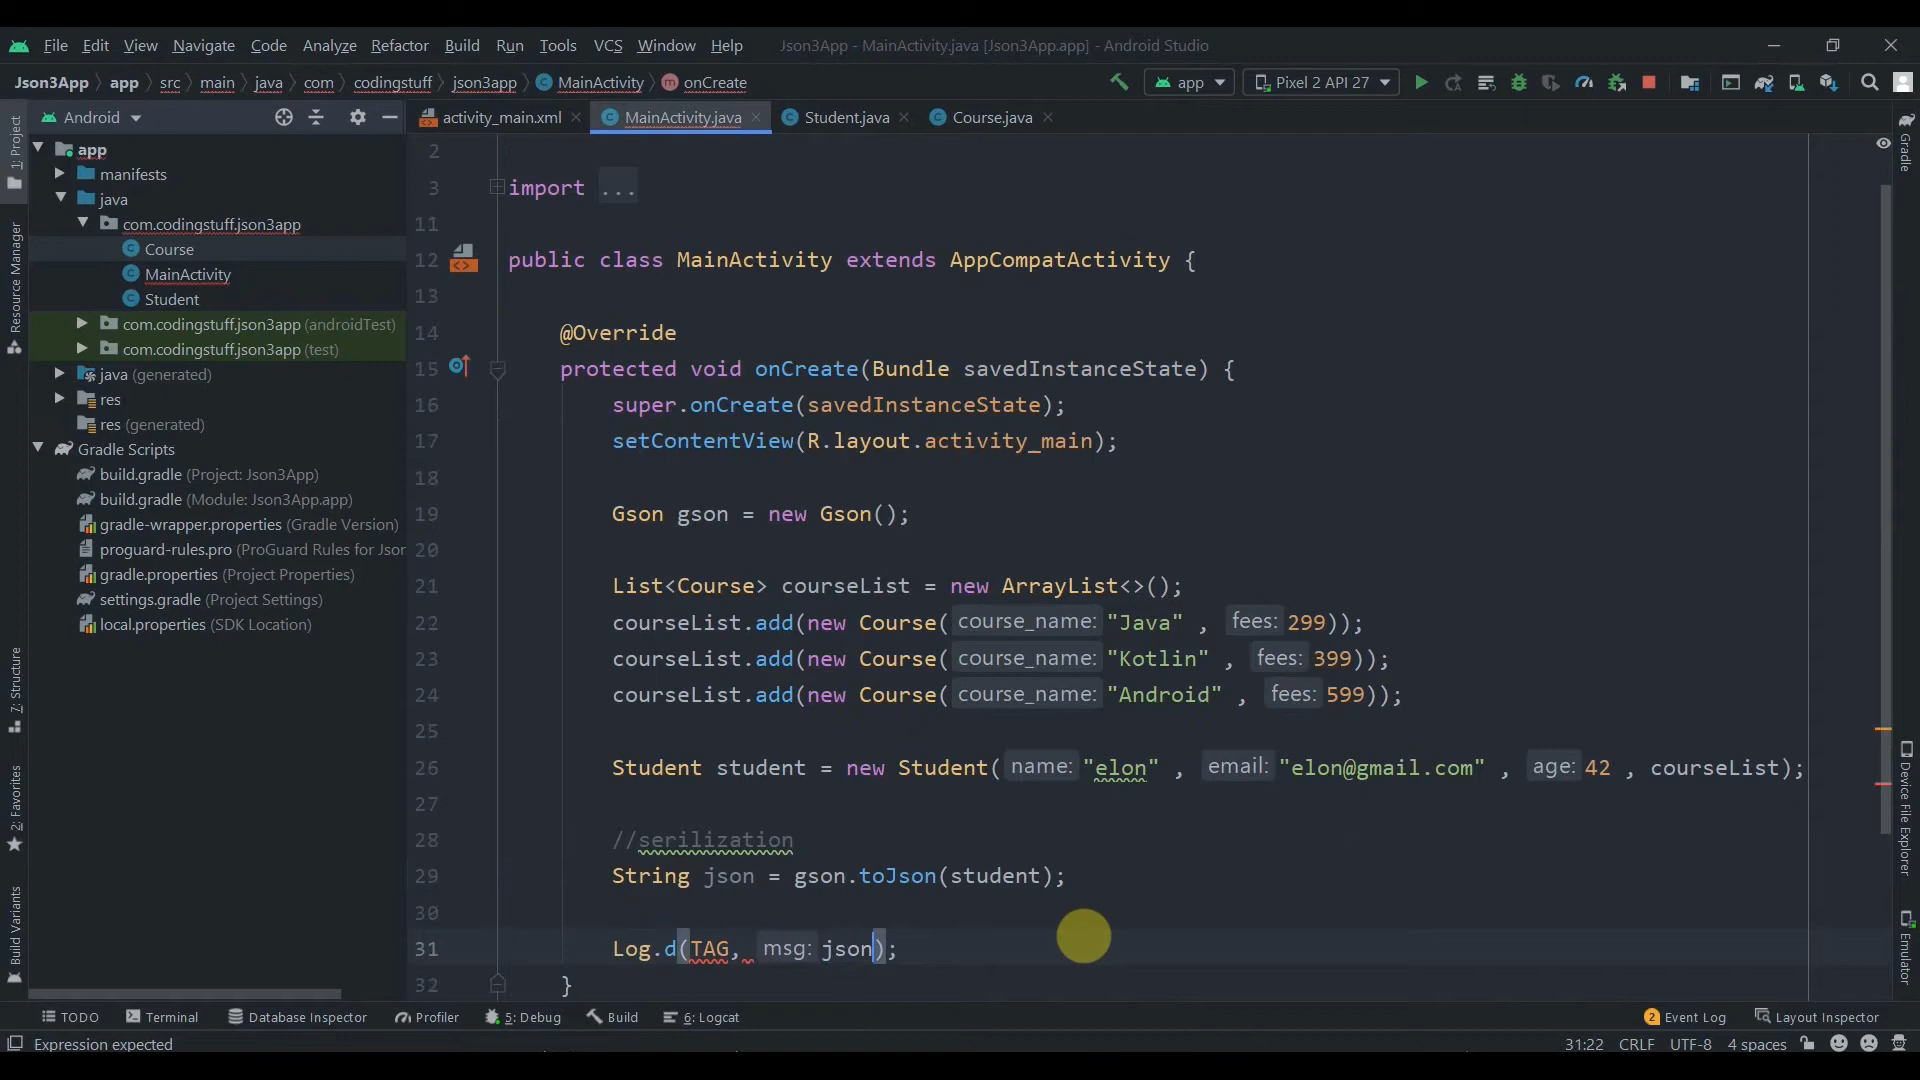 File Edit View Navigate Code Analyze Refactor Build Run Tools VCS Window Help Json3App - MainActivity.java [Json3App.app] - Android Studio
Json3App app src main java com codingstuff json3app MainActivity onCreate app Pixel 2 API 27
Android activity_main.xml MainActivity.java Student.java Course.java
1: Project
Resource Manager
7: Structure
2: Favorites
Build Variants
app
manifests
java
com.codingstuff.json3app
Course
MainActivity
Student
com.codingstuff.json3app (androidTest)
com.codingstuff.json3app (test)
java (generated)
res
res (generated)
Gradle Scripts
build.gradle (Project: Json3App)
build.gradle (Module: Json3App.app)
gradle-wrapper.properties (Gradle Version)
proguard-rules.pro (ProGuard Rules for Jsor
gradle.properties (Project Properties)
settings.gradle (Project Settings)
local.properties (SDK Location)
2
3 import ...
11
12 public class MainActivity extends AppCompatActivity {
13
14 @Override
15 protected void onCreate(Bundle savedInstanceState) {
16 super.onCreate(savedInstanceState);
17 setContentView(R.layout.activity_main);
18
19 Gson gson = new Gson();
20
21 List<Course> courseList = new ArrayList<>();
22 courseList.add(new Course( course_name: "Java" , fees: 299));
23 courseList.add(new Course( course_name: "Kotlin" , fees: 399));
24 courseList.add(new Course( course_name: "Android" , fees: 599));
25
26 Student student = new Student( name: "elon" , email: "elon@gmail.com" , age: 42 , courseList);
27
28 //serilization
29 String json = gson.toJson(student);
30
31 Log.d(TAG, msg: json);
32 }
Gradle
Device File Explorer
Emulator
TODO Terminal Database Inspector Profiler 5: Debug Build 6: Logcat 2 Event Log Layout Inspector
Expression expected 31:22 CRLF UTF-8 4 spaces